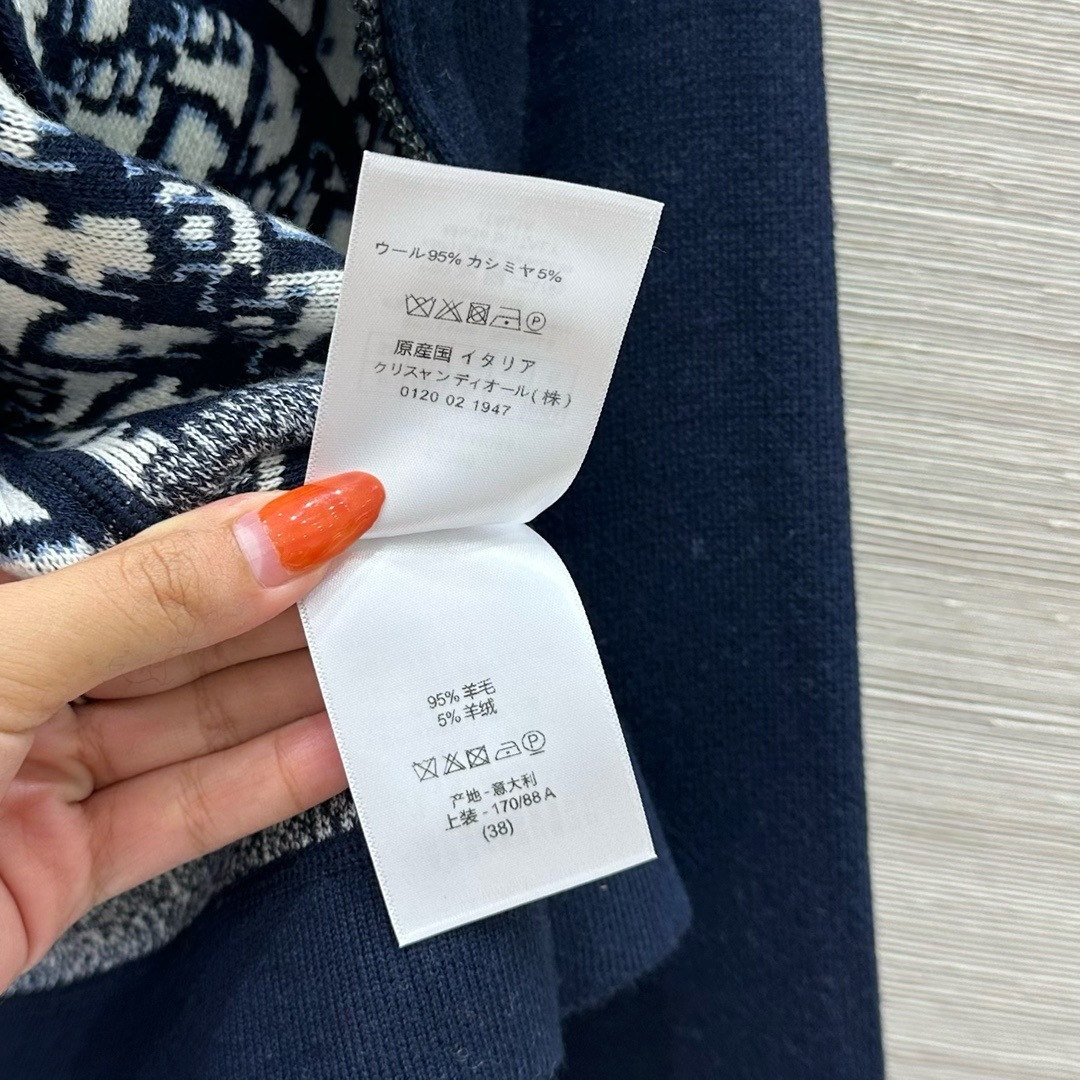 ウール95% カシミヤ5%
原産国 イタリア
クリスチャン ディオール(株)
0120 02 1947
95% 羊毛
5% 羊绒
产地 - 意大利
上装 - 170/88 A
(38)